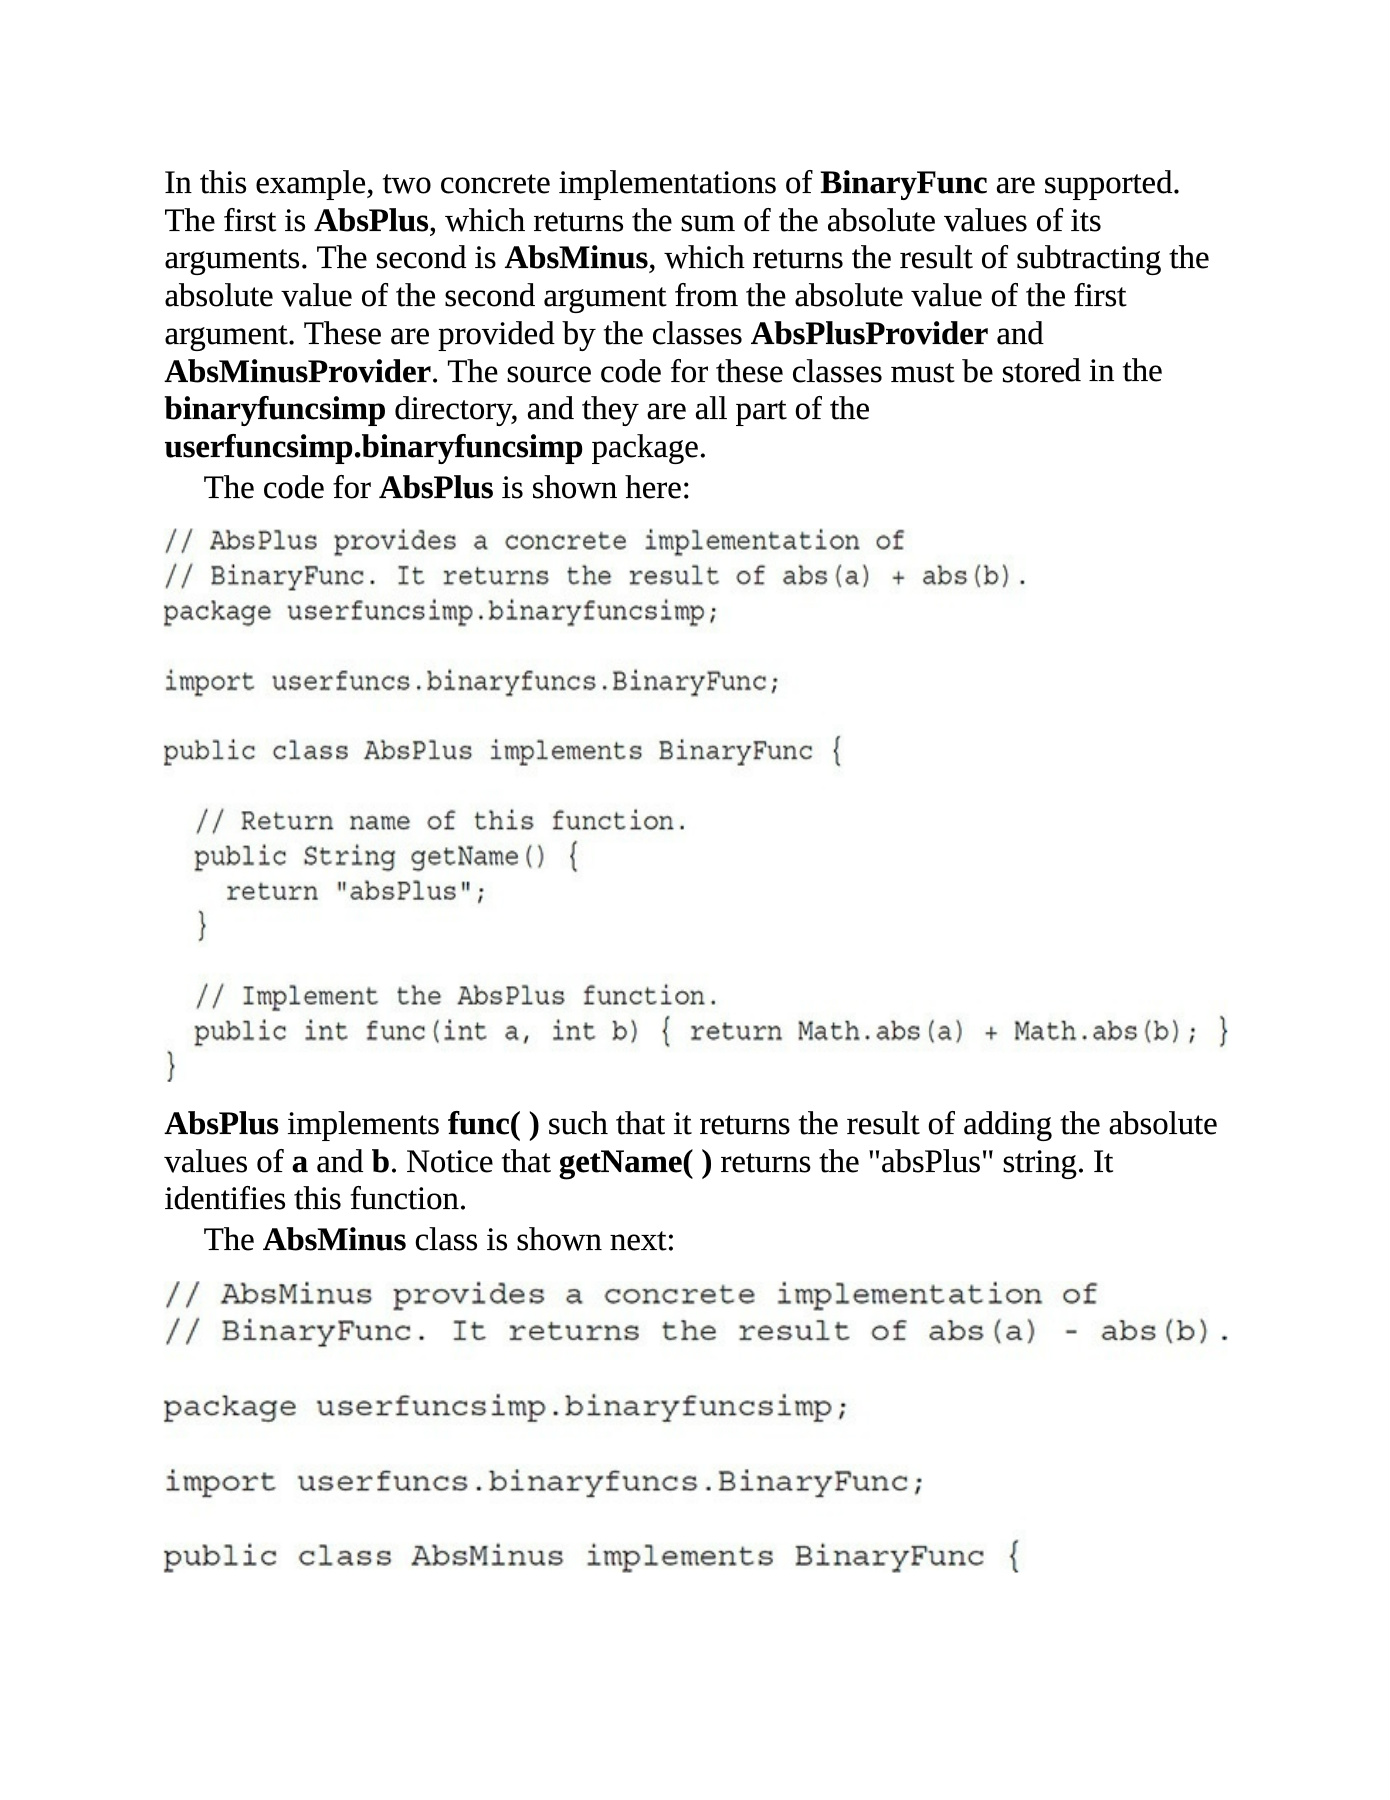 In this example, two concrete implementations of BinaryFunc are supported.
The first is AbsPlus, which returns the sum of the absolute values of its
arguments. The second is AbsMinus, which returns the result of subtracting the
absolute value of the second argument from the absolute value of the first
argument. These are provided by the classes AbsPlusProvider and
AbsMinusProvider. The source code for these classes must be stored in the
binaryfuncsimp directory, and they are all part of the
userfuncsimp.binaryfuncsimp package.
The code for AbsPlus is shown here:
// AbsPlus provides a concrete implementation of
// BinaryFunc. It returns the result of abs(a) + abs(b).
package userfuncsimp.binaryfuncsimp;
import userfuncs.binaryfuncs.BinaryFunc;
public class AbsPlus implements BinaryFunc {
// Return name of this function.
public String getName() {
return "absPlus";
}
// Implement the AbsPlus function.
public int func(int a, int b) { return Math.abs(a) + Math.abs(b); }
}
AbsPlus implements func( ) such that it returns the result of adding the absolute
values of a and b. Notice that getName( ) returns the "absPlus" string. It
identifies this function.
The AbsMinus class is shown next:
// AbsMinus provides a concrete implementation of
// BinaryFunc. It returns the result of abs(a) - abs(b).
package userfuncsimp.binaryfuncsimp;
import userfuncs.binaryfuncs.BinaryFunc;
public class AbsMinus implements BinaryFunc {